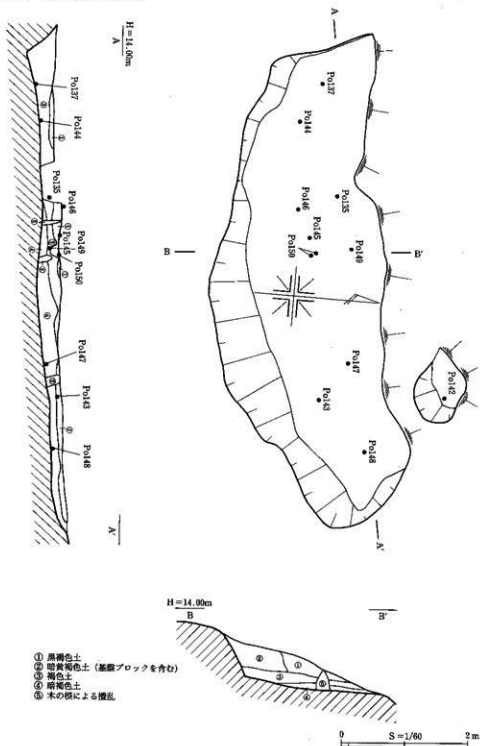 H=14.00m
A
Po137
Po144
Po135
Po146
Po149
Po145
Po150
Po147
Po143
Po148
A'
A
Po137
Po144
Po135
Po146
Po145
Po149
Po150
B
B'
Po147
Po143
Po148
Po142
A'
H=14.00m
B
B'
① 黒褐色土
② 暗黄褐色土（基盤ブロックを含む）
③ 褐色土
④ 暗褐色土
⑤ 木の根による攪乱
0
S=1/60
2 m